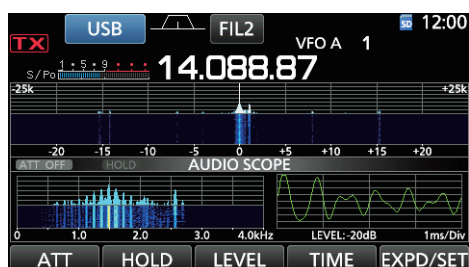 USB FIL2 SD 12:00
TX VFO A 1
S/Po 1 • 5 • 9 • • • 14.088.87
-25k +25k
-20 -15 -10 -5 0 +5 +10 +15 +20
ATT OFF HOLD AUDIO SCOPE
0 1.0 2.0 3.0 4.0kHz LEVEL:-20dB 1ms/Div
ATT HOLD LEVEL TIME EXPD/SET